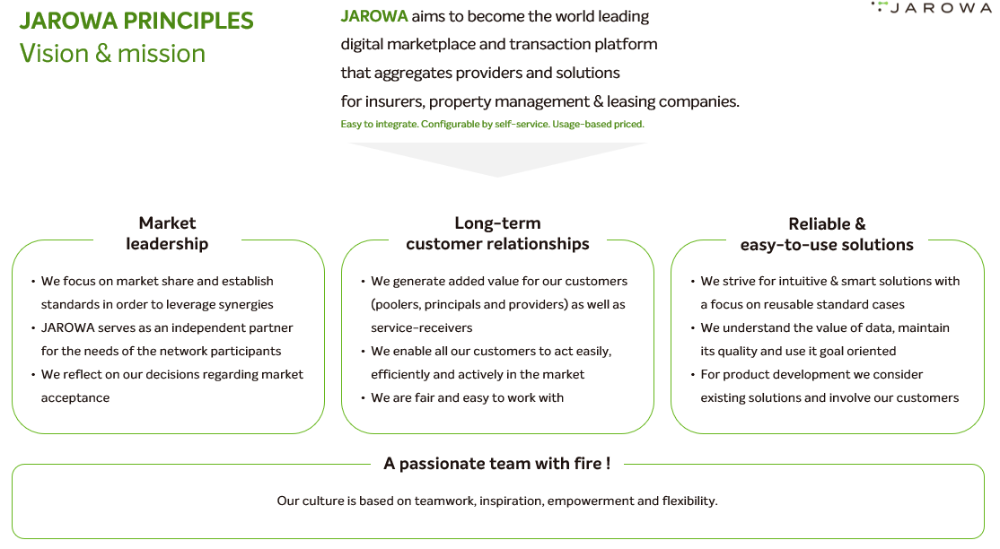 JAROWA PRINCIPLES
Vision & mission
JAROWA aims to become the world leading
digital marketplace and transaction platform
that aggregates providers and solutions
for insurers, property management & leasing companies.
Easy to integrate. Configurable by self-service. Usage-based priced.
JAROWA
Market
leadership
• We focus on market share and establish
standards in order to leverage synergies
• JAROWA serves as an independent partner
for the needs of the network participants
• We reflect on our decisions regarding market
acceptance
Long-term
customer relationships
• We generate added value for our customers
(poolers, principals and providers) as well as
service-receivers
• We enable all our customers to act easily,
efficiently and actively in the market
• We are fair and easy to work with
Reliable &
easy-to-use solutions
• We strive for intuitive & smart solutions with
a focus on reusable standard cases
• We understand the value of data, maintain
its quality and use it goal oriented
• For product development we consider
existing solutions and involve our customers
A passionate team with fire !
Our culture is based on teamwork, inspiration, empowerment and flexibility.